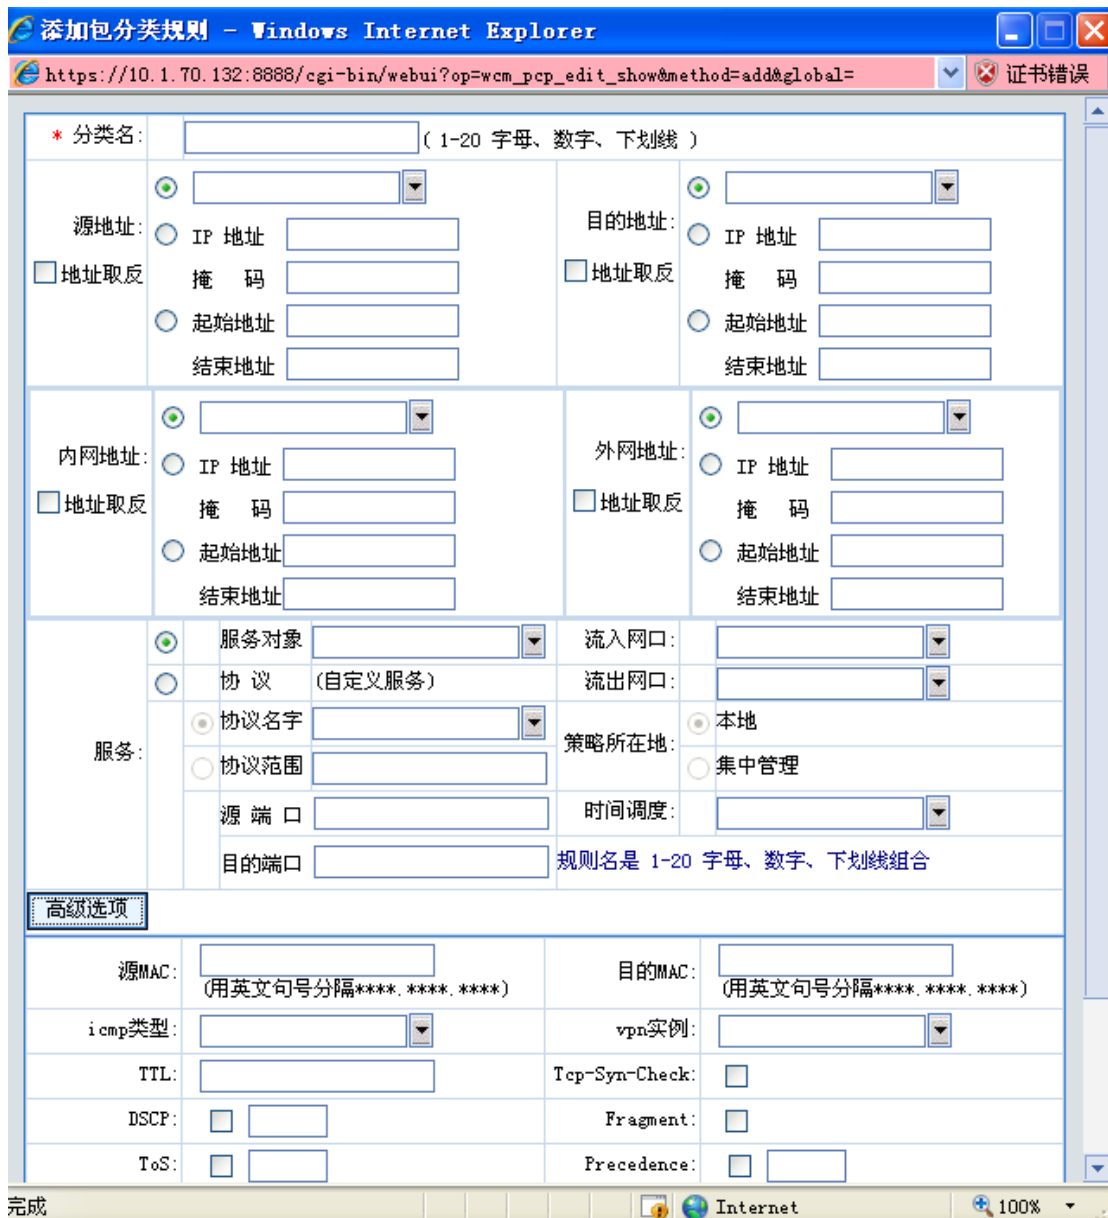 添加包分类规则 - Windows Internet Explorer
https://10.1.70.132:8888/cgi-bin/webui?op=wcm_pcp_edit_show&method=add&global=
证书错误
* 分类名:
( 1-20 字母、数字、下划线 )
源地址:
地址取反
IP 地址
掩 码
起始地址
结束地址
目的地址:
地址取反
IP 地址
掩 码
起始地址
结束地址
内网地址:
地址取反
IP 地址
掩 码
起始地址
结束地址
外网地址:
地址取反
IP 地址
掩 码
起始地址
结束地址
服务:
服务对象
协 议 (自定义服务)
协议名字
协议范围
源 端 口
目的端口
流入网口:
流出网口:
策略所在地:
本地
集中管理
时间调度:
规则名是 1-20 字母、数字、下划线组合
高级选项
源MAC:
(用英文句号分隔****.****.****)
目的MAC:
(用英文句号分隔****.****.****)
icmp类型:
vpn实例:
TTL:
Tcp-Syn-Check:
DSCP:
Fragment:
ToS:
Precedence:
完成
Internet
100%